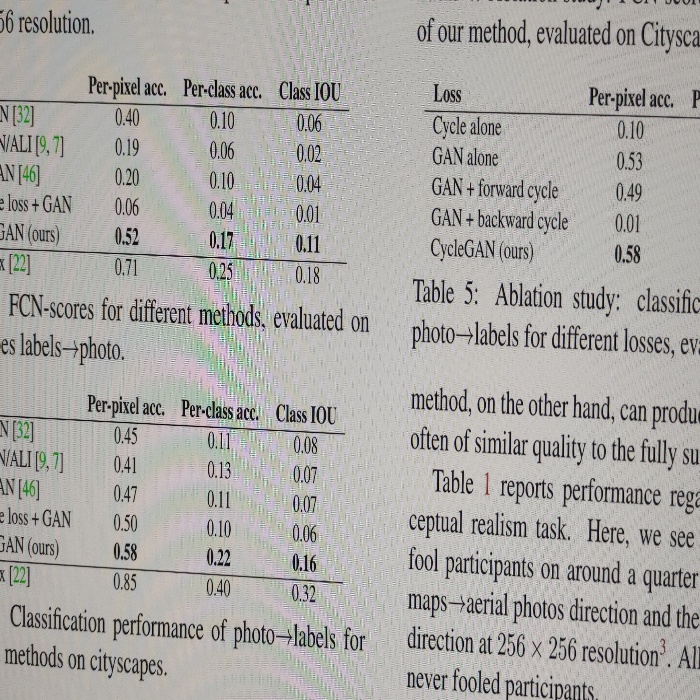 56 resolution.
Per-pixel acc. Per-class acc. Class IOU
N [32] 0.40 0.10 0.06
N/ALI [9, 7] 0.19 0.06 0.02
AN [46] 0.20 0.10 0.04
e loss + GAN 0.06 0.04 0.01
GAN (ours) 0.52 0.17 0.11
x [22] 0.71 0.25 0.18
FCN-scores for different methods, evaluated on
es labels→photo.
Per-pixel acc. Per-class acc. Class IOU
N [32] 0.45 0.11 0.08
N/ALI [9, 7] 0.41 0.13 0.07
AN [46] 0.47 0.11 0.07
e loss + GAN 0.50 0.10 0.06
GAN (ours) 0.58 0.22 0.16
x [22] 0.85 0.40 0.32
Classification performance of photo→labels for
methods on cityscapes.
of our method, evaluated on Citysca
Loss Per-pixel acc. P
Cycle alone 0.10
GAN alone 0.53
GAN + forward cycle 0.49
GAN + backward cycle 0.01
CycleGAN (ours) 0.58
Table 5: Ablation study: classific
photo→labels for different losses, eva
method, on the other hand, can produ
often of similar quality to the fully su
Table 1 reports performance rega
ceptual realism task. Here, we see
fool participants on around a quarter
maps→aerial photos direction and the
direction at 256 × 256 resolution³. All
never fooled participants.